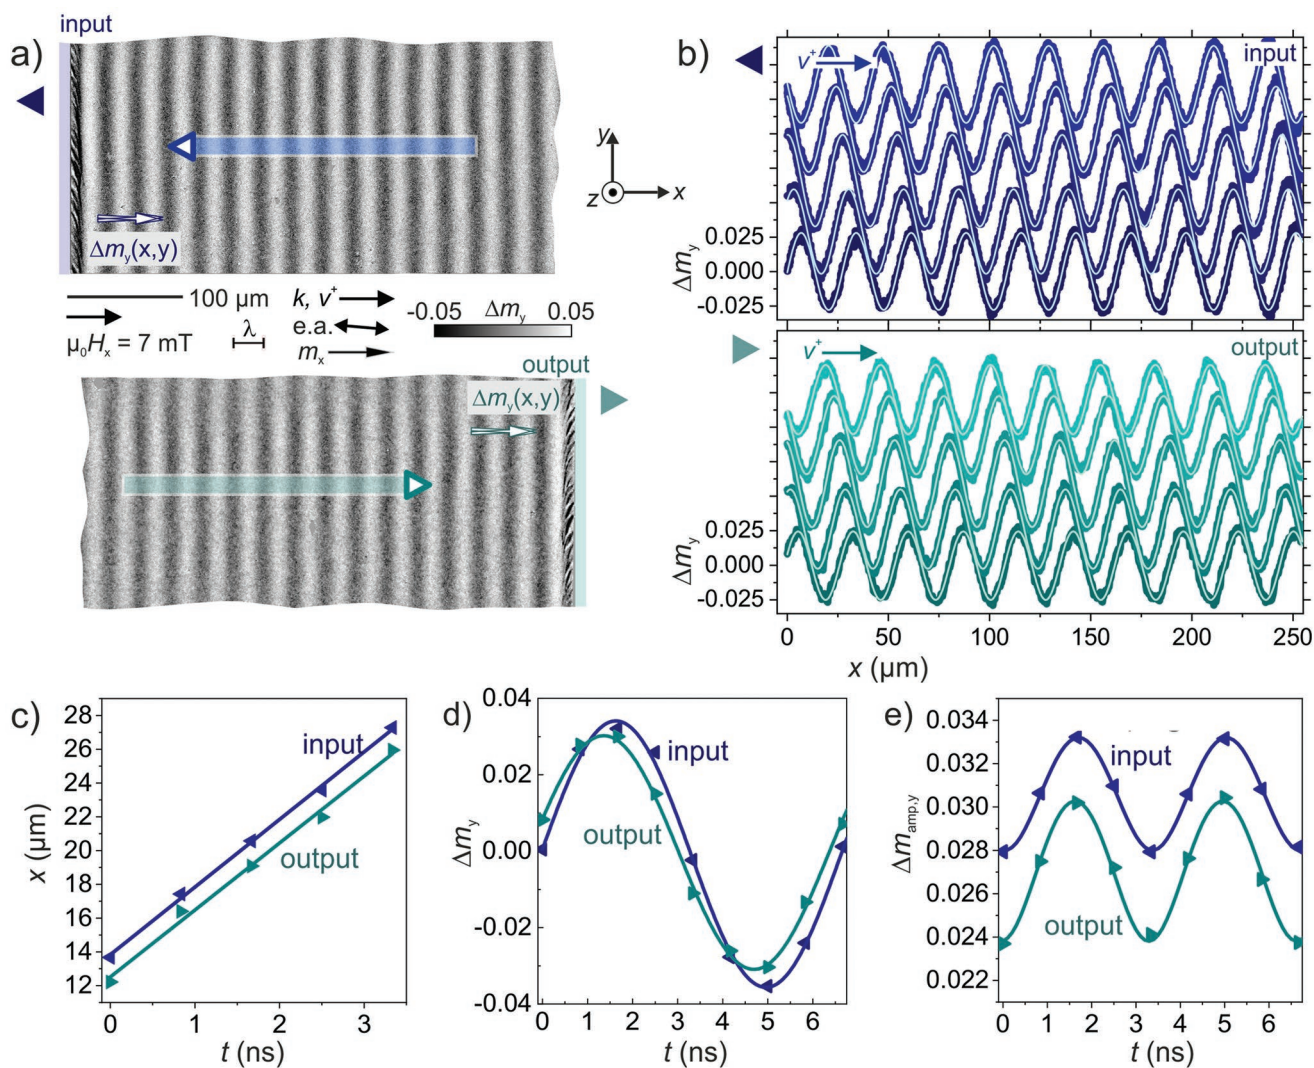 a)
input
Δm_y(x,y)
y
z
x
100 µm
µ₀H_x = 7 mT
λ
k, v⁺
e.a.
m_x
-0.05 Δm_y 0.05
output
Δm_y(x,y)
b)
v⁺
input
0.025
0.000
-0.025
Δm_y
v⁺
output
0.025
0.000
-0.025
Δm_y
0 50 100 150 200 250
x (µm)
c)
28
26
24
22
20
18
16
14
12
x (µm)
input
output
0 1 2 3
t (ns)
d)
0.04
0.02
0.00
-0.02
-0.04
Δm_y
input
output
0 1 2 3 4 5 6
t (ns)
e)
0.034
0.032
0.030
0.028
0.026
0.024
0.022
Δm_amp,y
input
output
0 1 2 3 4 5 6
t (ns)